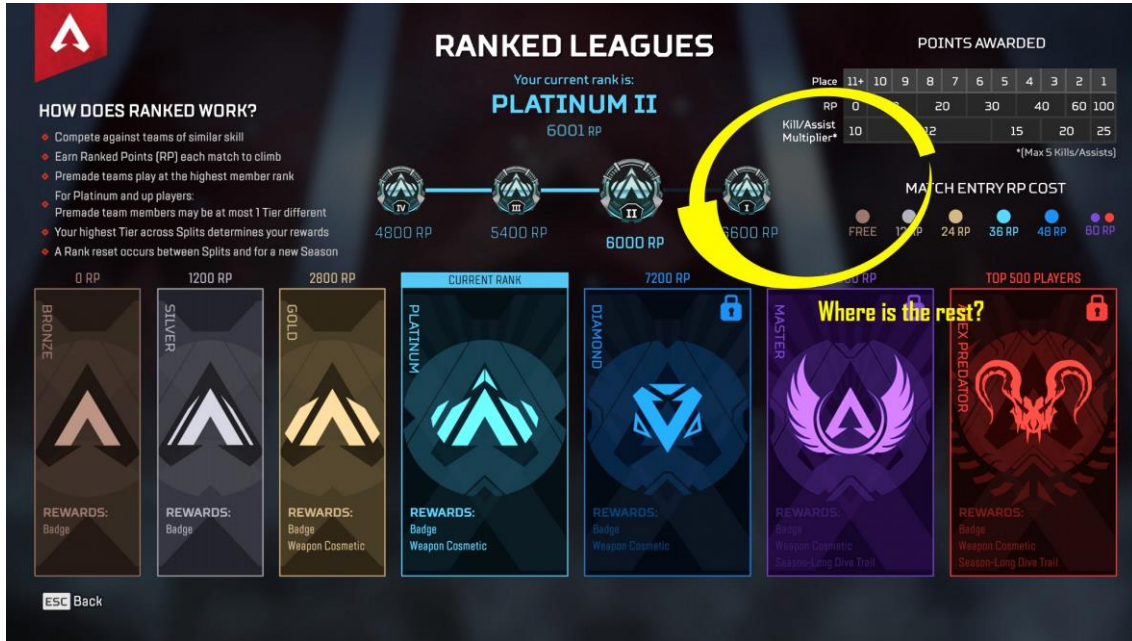 RANKED LEAGUES
Your current rank is:
PLATINUM II
6001 RP
HOW DOES RANKED WORK?
Compete against teams of similar skill
Earn Ranked Points (RP) each match to climb
Premade teams play at the highest member rank
For Platinum and up players:
Premade team members may be at most 1 Tier different
Your highest Tier across Splits determines your rewards
A Rank reset occurs between Splits and for a new Season
IV III II I
4800 RP 5400 RP 6000 RP 6600 RP
POINTS AWARDED
Place 11+ 10 9 8 7 6 5 4 3 2 1
RP 0 20 30 40 60 100
Kill/Assist
Multiplier* 10 12 15 20 25
*(Max 5 Kills/Assists)
MATCH ENTRY RP COST
FREE 12 RP 24 RP 36 RP 48 RP 60 RP
0 RP 1200 RP 2800 RP CURRENT RANK 7200 RP RP TOP 500 PLAYERS
Where is the rest?
BRONZE
SILVER
GOLD
PLATINUM
DIAMOND
MASTER
APEX PREDATOR
REWARDS: REWARDS: REWARDS: REWARDS: REWARDS: REWARDS: REWARDS:
Badge Badge Badge Badge Badge Badge Badge
Weapon Cosmetic Weapon Cosmetic Weapon Cosmetic Weapon Cosmetic Weapon Cosmetic
Season-Long Dive Trail Season-Long Dive Trail
ESC Back